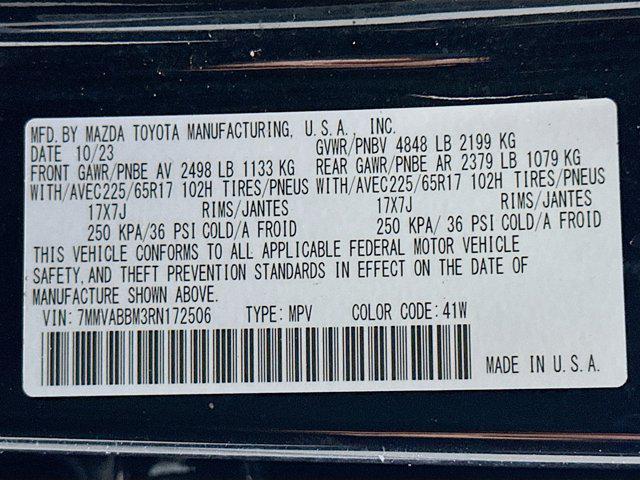 MFD. BY MAZDA TOYOTA MANUFACTURING, U.S.A., INC.
DATE 10/23 GVWR/PNBV 4848 LB 2199 KG
FRONT GAWR/PNBE AV 2498 LB 1133 KG REAR GAWR/PNBE AR 2379 LB 1079 KG
WITH/AVEC225/65R17 102H TIRES/PNEUS WITH/AVEC225/65R17 102H TIRES/PNEUS
17X7J RIMS/JANTES 17X7J RIMS/JANTES
250 KPA/36 PSI COLD/A FROID 250 KPA/ 36 PSI COLD/A FROID
THIS VEHICLE CONFORMS TO ALL APPLICABLE FEDERAL MOTOR VEHICLE
SAFETY, AND THEFT PREVENTION STANDARDS IN EFFECT ON THE DATE OF
MANUFACTURE SHOWN ABOVE.
VIN: 7MMVABBM3RN172506 TYPE: MPV COLOR CODE: 41W
MADE IN U.S.A.